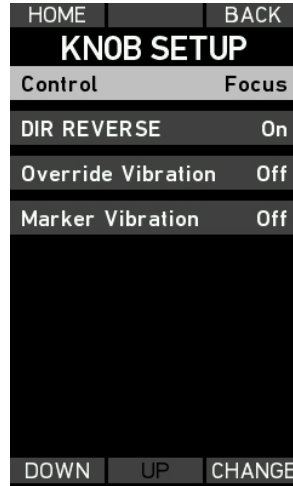 HOME BACK
KNOB SETUP
Control Focus
DIR REVERSE On
Override Vibration Off
Marker Vibration Off
DOWN UP CHANGE